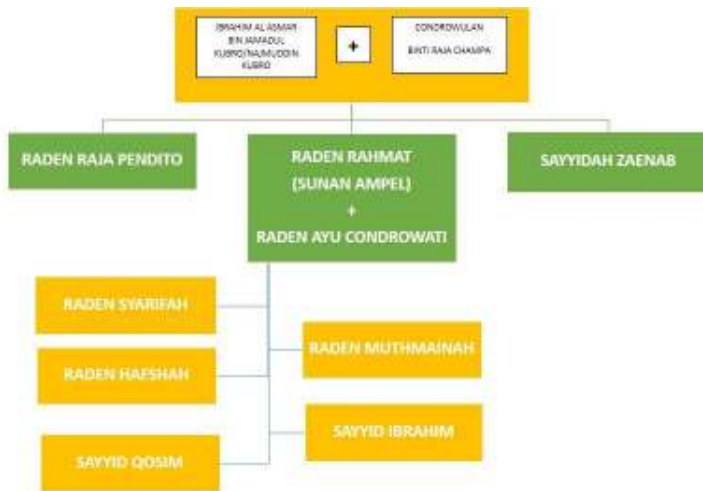 IBRAHIM AL ASMAR
BIN JAMADUL
KUBRO/NAJMUDDIN
KUBRO
+
CONDROWULAN
BINTI RAJA CHAMPA
RADEN RAJA PENDITO
RADEN RAHMAT
(SUNAN AMPEL)
+
RADEN AYU CONDROWATI
SAYYIDAH ZAENAB
RADEN SYARIFAH
RADEN MUTHMAINAH
RADEN HAFSHAH
SAYYID IBRAHIM
SAYYID QOSIM